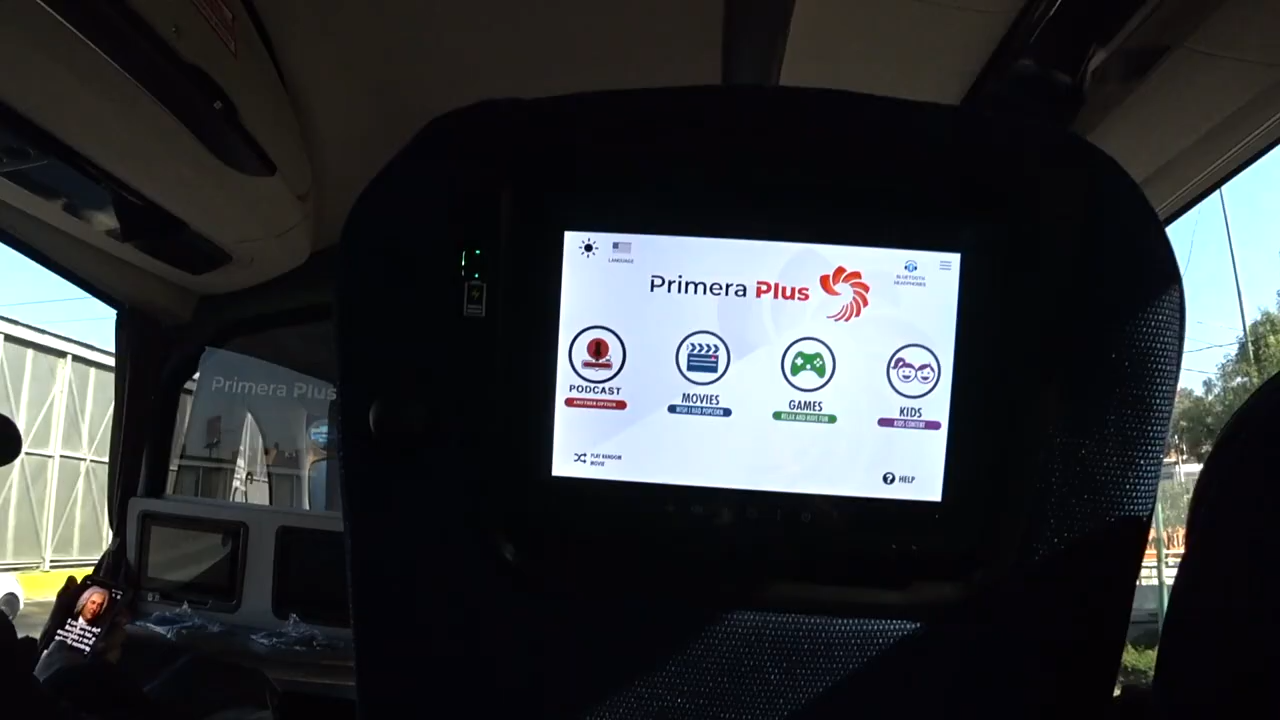 LANGUAGE
BLUETOOTH
HEADPHONES
Primera Plus
PODCAST
ANOTHER OPTION
MOVIES
WISH I HAD POPCORN
GAMES
RELAX AND HAVE FUN
KIDS
KIDS CONTENT
PLAY RANDOM
MOVIE
? HELP
Primera Plus